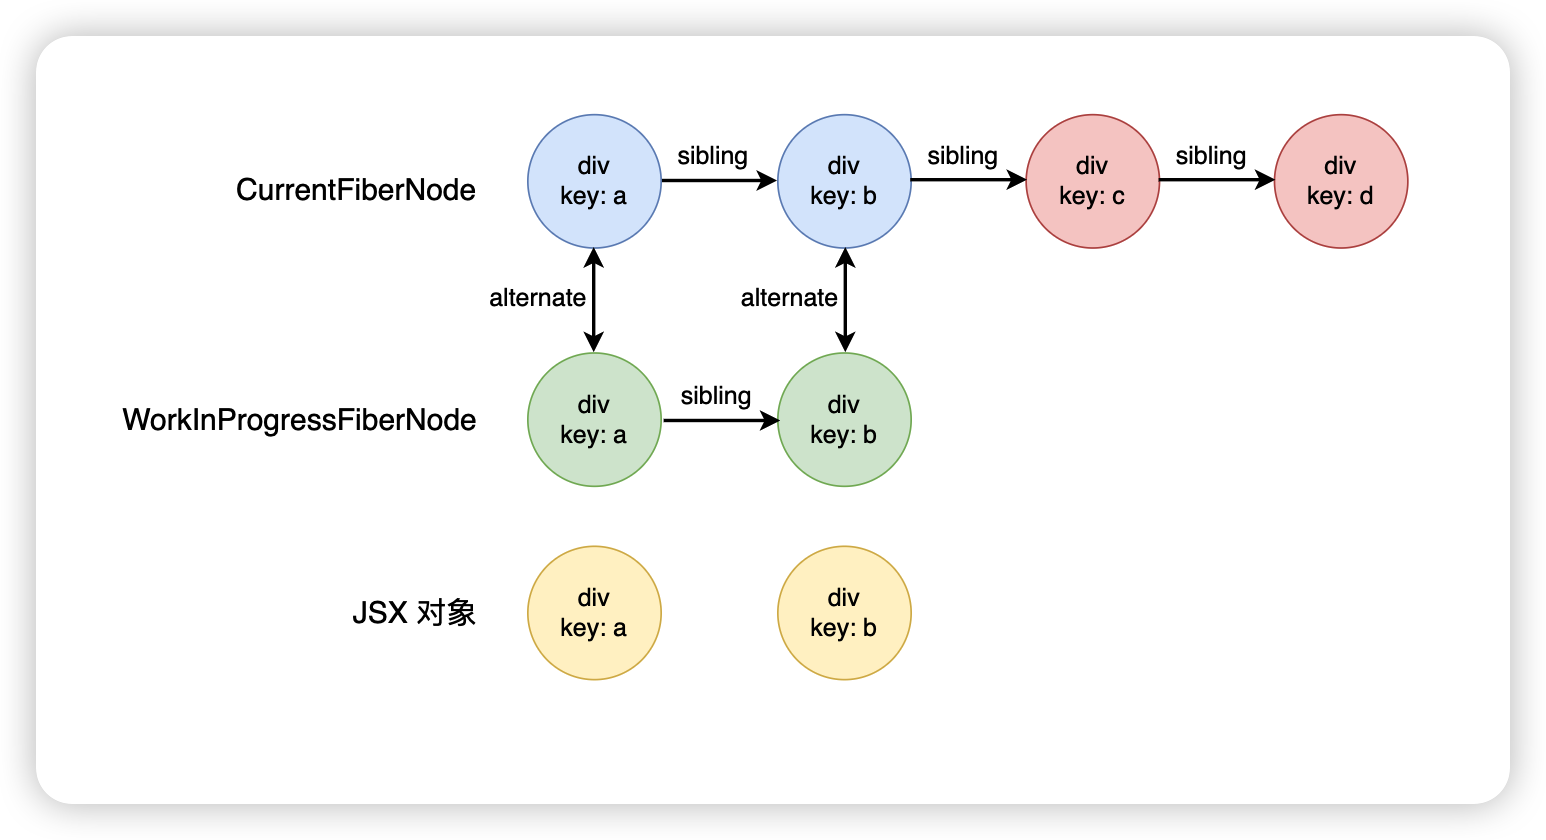 div
key: a
sibling
div
key: b
sibling
div
key: c
sibling
div
key: d
CurrentFiberNode
alternate
alternate
WorkInProgressFiberNode
div
key: a
sibling
div
key: b
JSX 对象
div
key: a
div
key: b